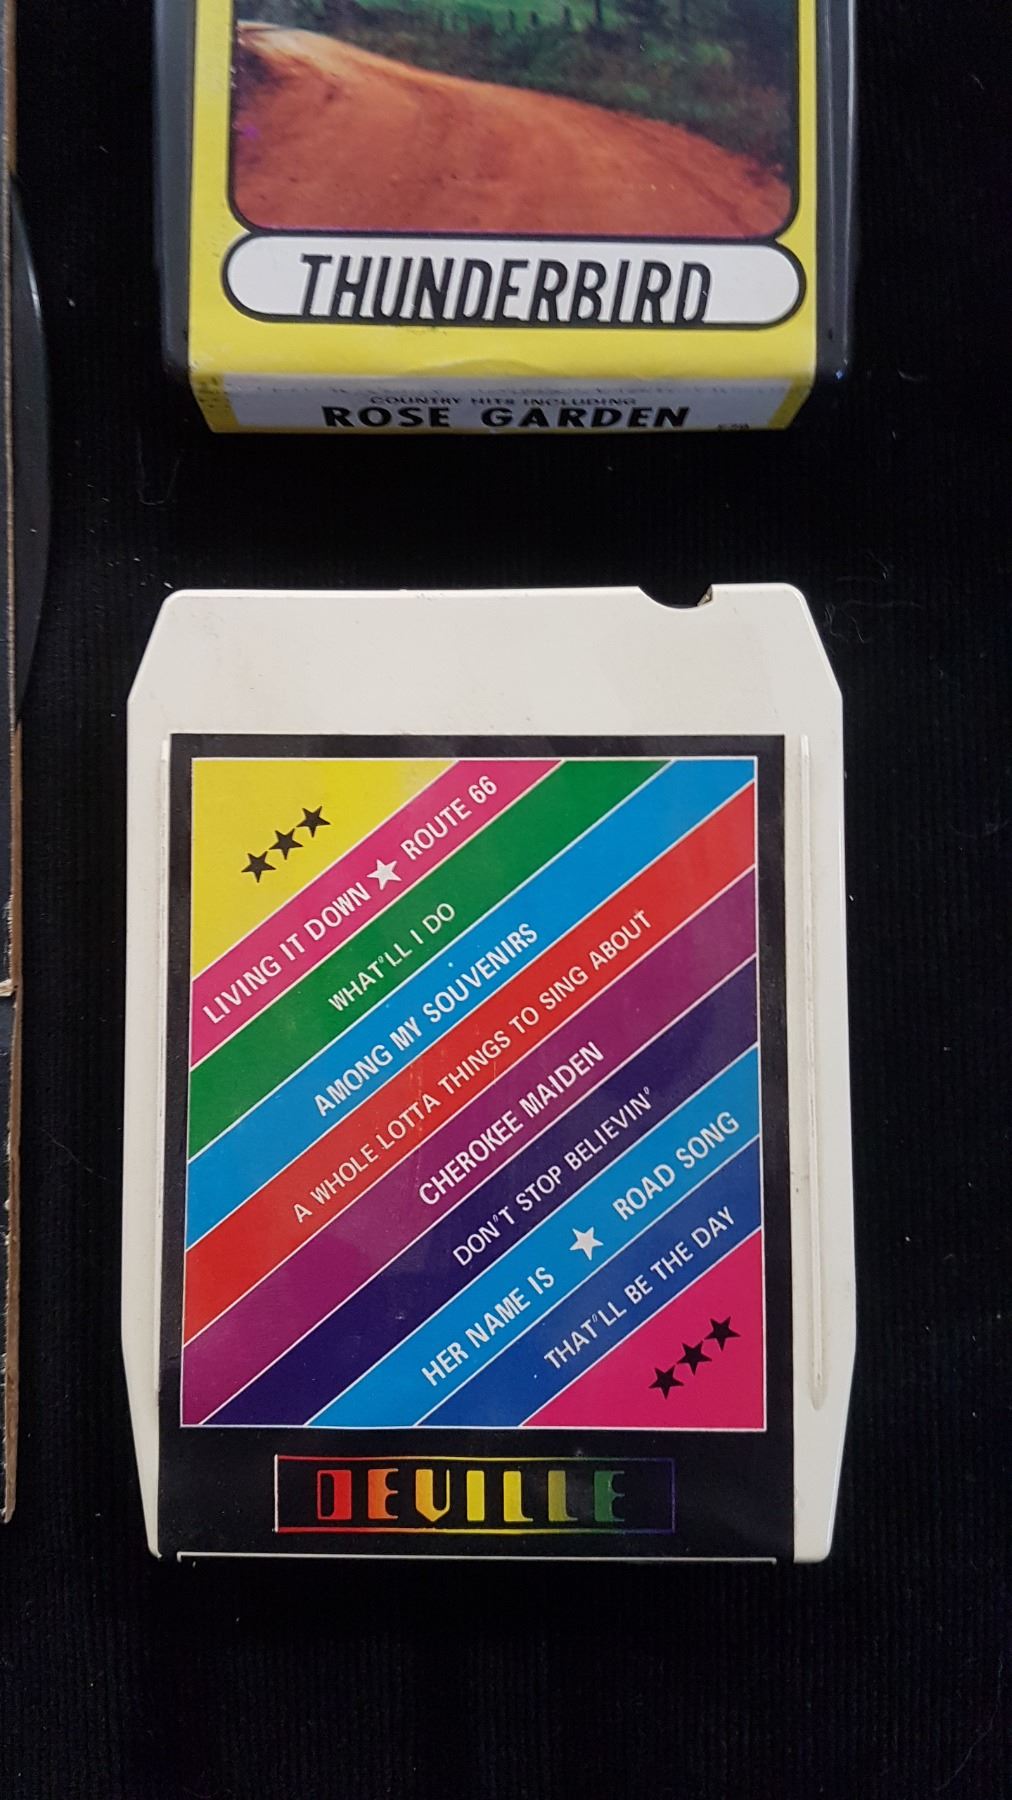 THUNDERBIRD
COUNTRY HITS INCLUDING
ROSE GARDEN
LIVING IT DOWN ★ ROUTE 66
WHAT'LL I DO
AMONG MY SOUVENIRS
A WHOLE LOTTA THINGS TO SING ABOUT
CHEROKEE MAIDEN
DON'T STOP BELIEVIN'
HER NAME IS ★ ROAD SONG
THAT'LL BE THE DAY
DEVILLE